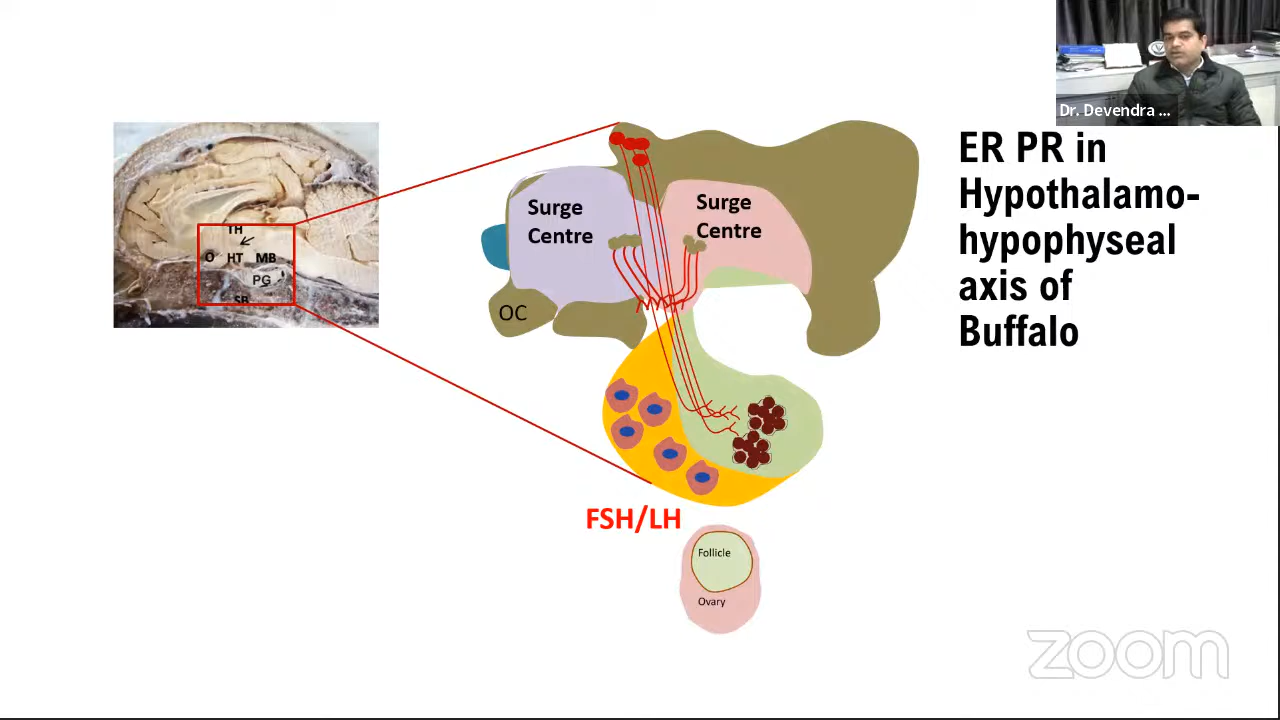 Dr. Devendra ...
ER PR in
Hypothalamo-
hypophyseal
axis of
Buffalo
TH
O HT MB
PG
SB
Surge
Centre
Surge
Centre
OC
FSH/LH
Follicle
Ovary
zoom